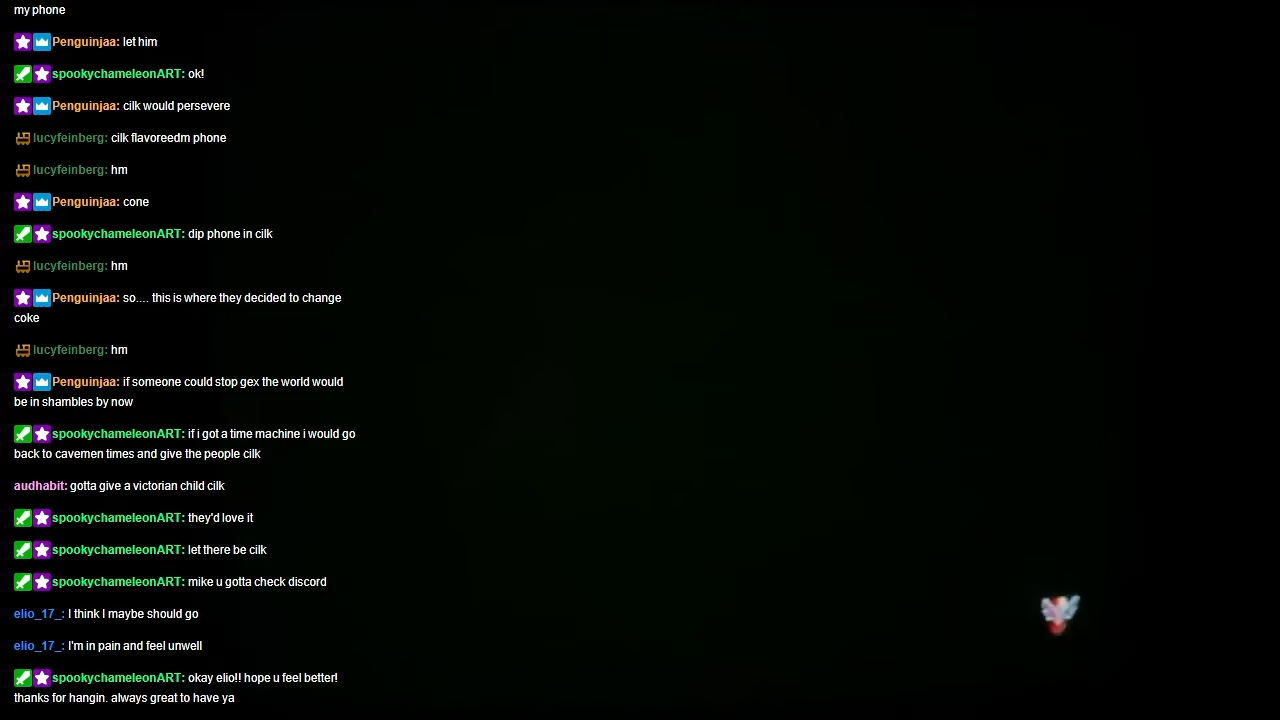 my phone
Penguinjaa: let him
spookychameleonART: ok!
Penguinjaa: cilk would persevere
lucyfeinberg: cilk flavoreedm phone
lucyfeinberg: hm
Penguinjaa: cone
spookychameleonART: dip phone in cilk
lucyfeinberg: hm
Penguinjaa: so.... this is where they decided to change
coke
lucyfeinberg: hm
Penguinjaa: if someone could stop gex the world would
be in shambles by now
spookychameleonART: if i got a time machine i would go
back to cavemen times and give the people cilk
audhabit: gotta give a victorian child cilk
spookychameleonART: they'd love it
spookychameleonART: let there be cilk
spookychameleonART: mike u gotta check discord
elio_17_: I think I maybe should go
elio_17_: I'm in pain and feel unwell
spookychameleonART: okay elio!! hope u feel better!
thanks for hangin. always great to have ya